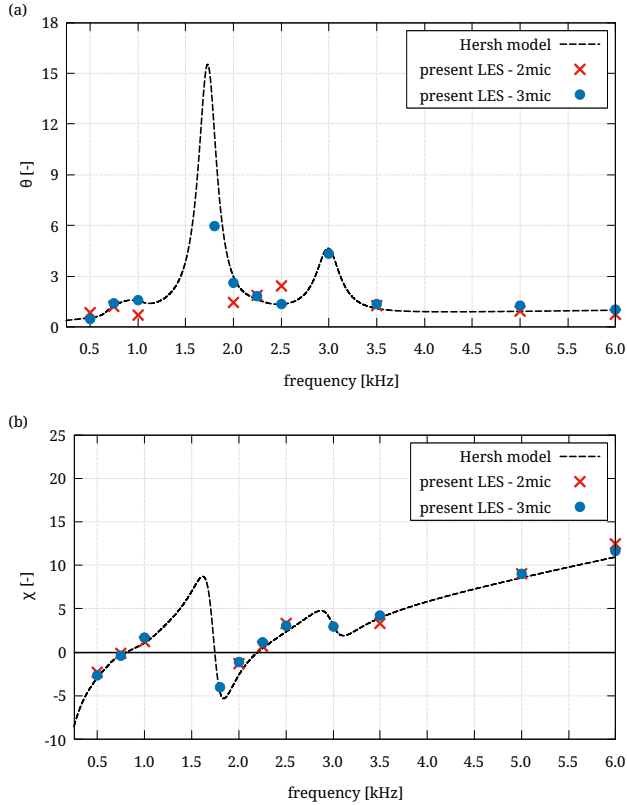 (a)
18
15
12
9
6
3
0
θ [-]
Hersh model
present LES - 2mic
present LES - 3mic
0.5 1.0 1.5 2.0 2.5 3.0 3.5 4.0 4.5 5.0 5.5 6.0
frequency [kHz]
(b)
25
20
15
10
5
0
-5
-10
χ [-]
Hersh model
present LES - 2mic
present LES - 3mic
0.5 1.0 1.5 2.0 2.5 3.0 3.5 4.0 4.5 5.0 5.5 6.0
frequency [kHz]